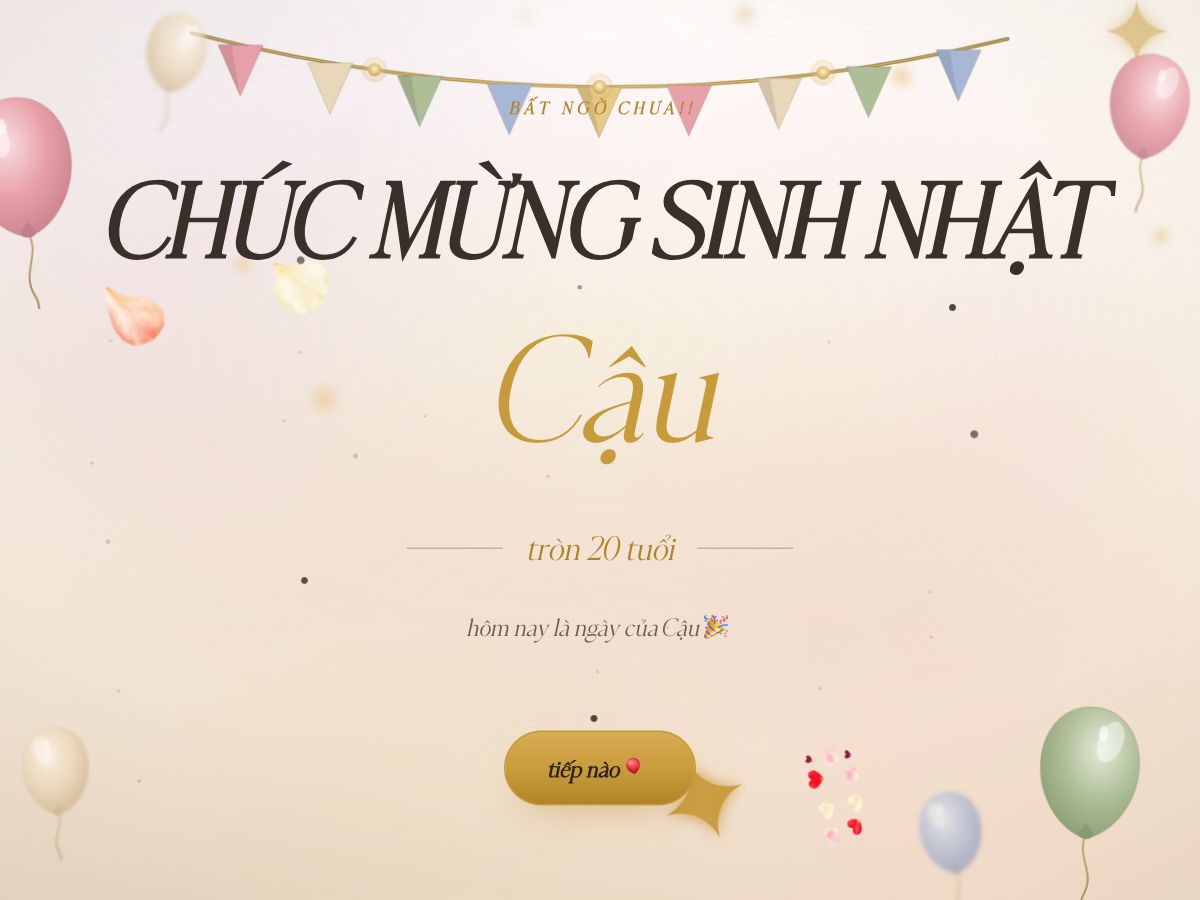 BẤT NGỜ CHƯA!!
CHÚC MỪNG SINH NHẬT
Cậu
tròn 20 tuổi
hôm nay là ngày của Cậu🎉
tiếp nào🎈